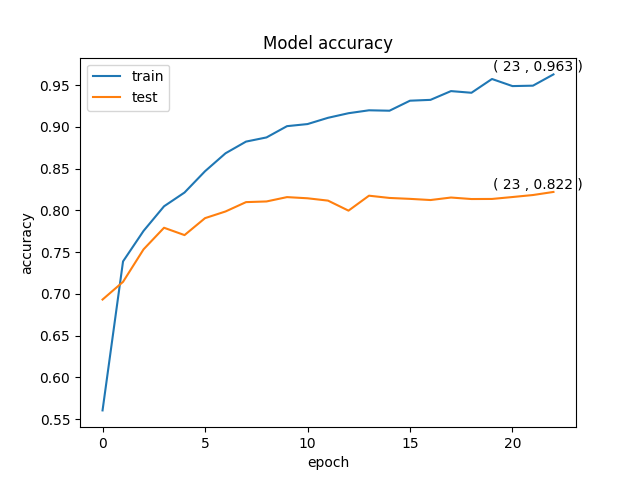 Model accuracy
( 23 , 0.963 )
train
test
( 23 , 0.822 )
accuracy
0.95
0.90
0.85
0.80
0.75
0.70
0.65
0.60
0.55
0
5
10
15
20
epoch